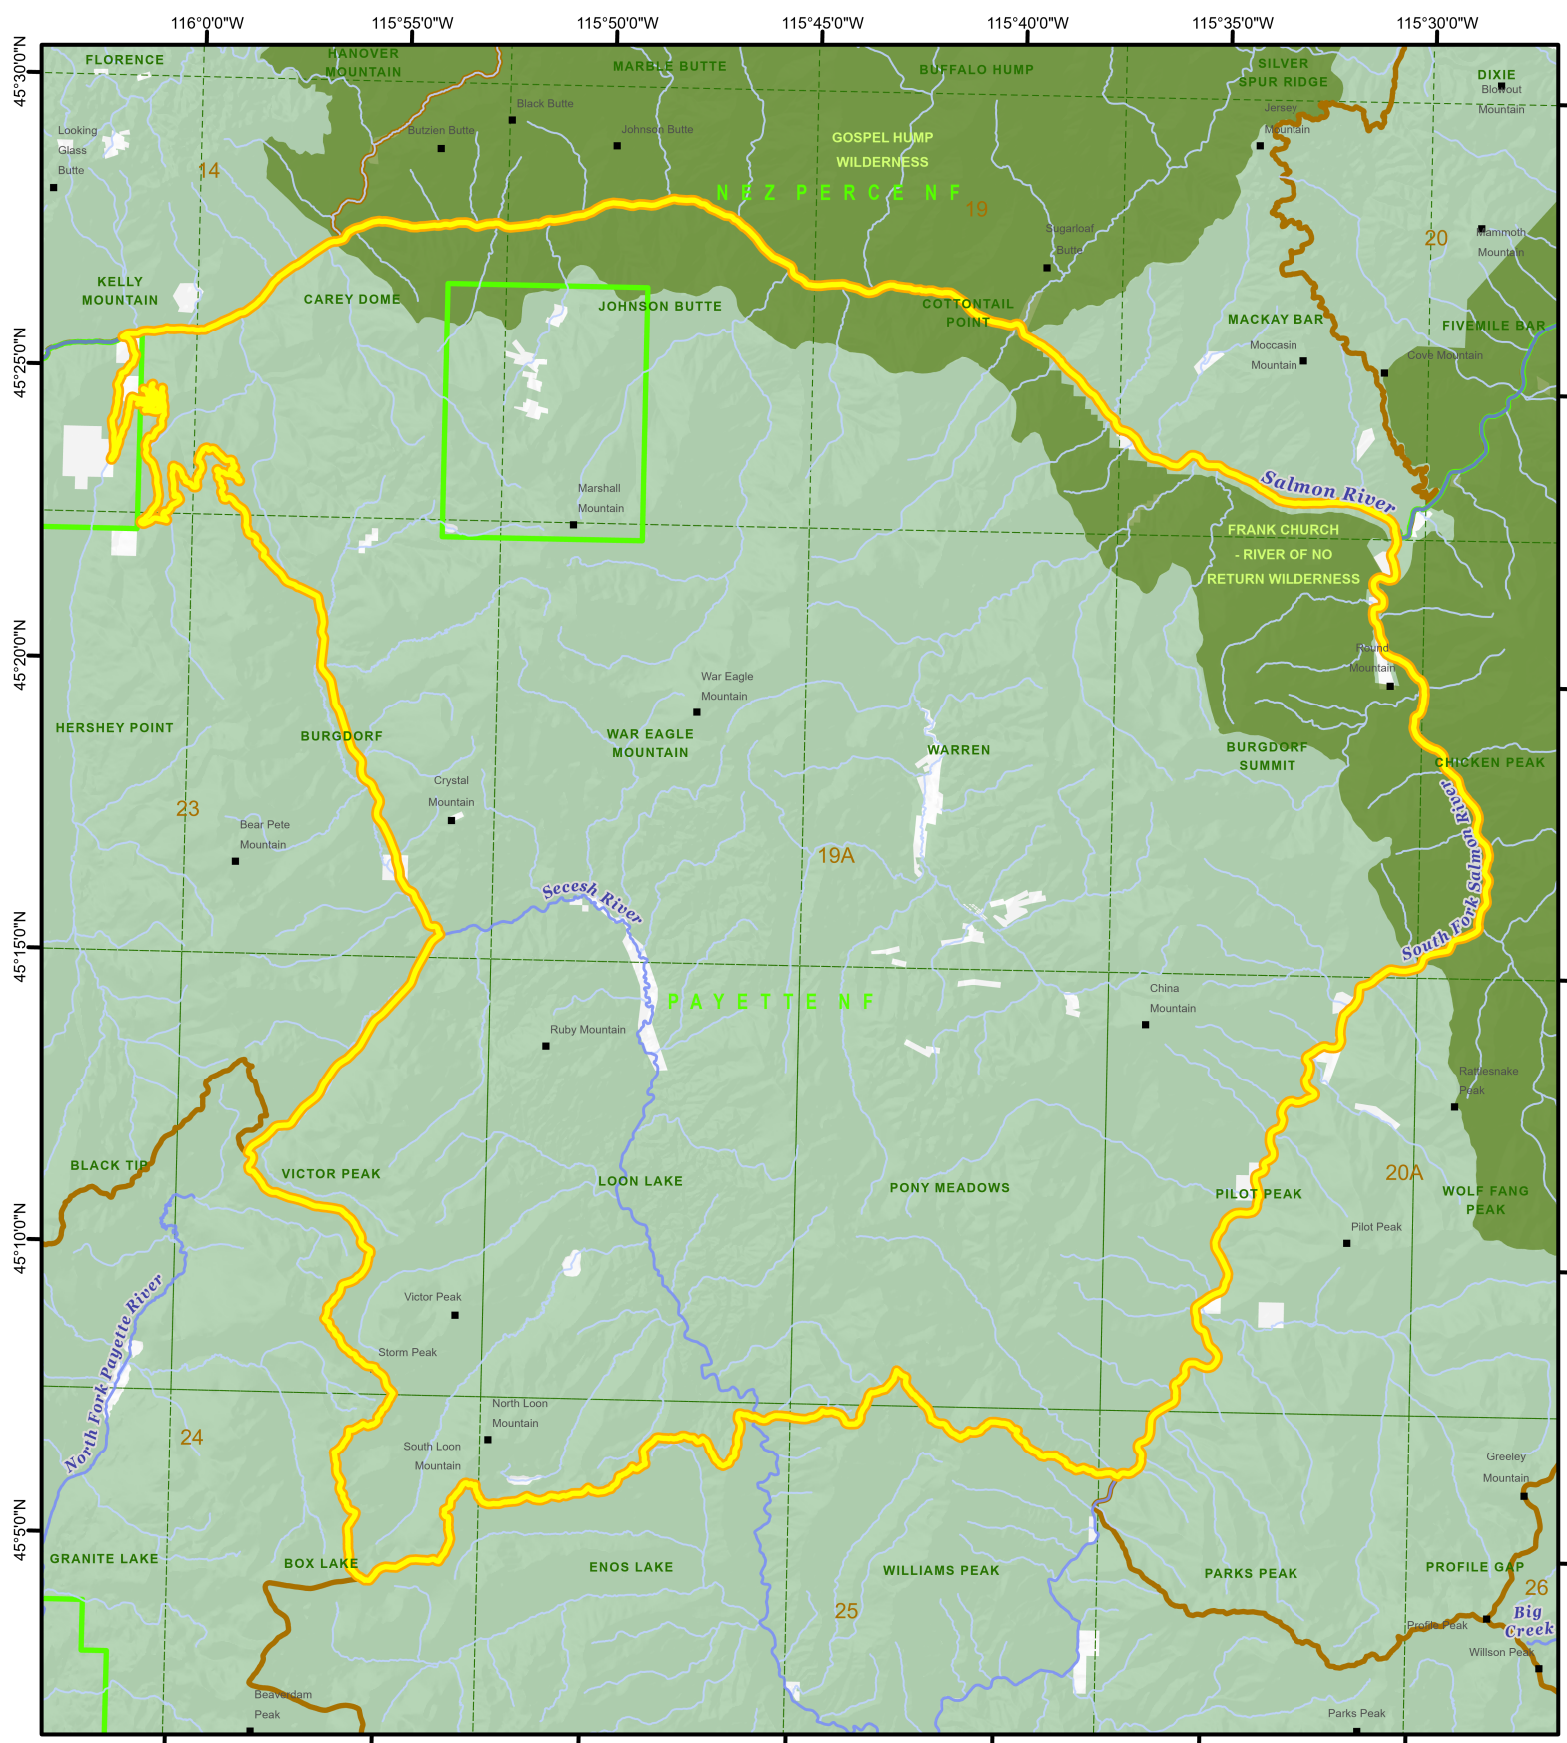 116°0'0"W
115°55'0"W
115°50'0"W
115°45'0"W
115°40'0"W
115°35'0"W
115°30'0"W
45°30'0"N
45°25'0"N
45°20'0"N
45°15'0"N
45°10'0"N
45°5'0"N
FLORENCE
HANOVER
MOUNTAIN
MARBLE BUTTE
BUFFALO HUMP
SILVER
SPUR RIDGE
DIXIE
Blowout
Mountain
Black Butte
Butzien Butte
Johnson Butte
Jersey
Mountain
Looking
Glass
Butte
GOSPEL HUMP
WILDERNESS
14
NEZ PERCE NF
19
20
Sugarloaf
Butte
Mammoth
Mountain
KELLY
MOUNTAIN
CAREY DOME
JOHNSON BUTTE
COTTONTAIL
POINT
MACKAY BAR
FIVEMILE BAR
Moccasin
Mountain
Cove Mountain
Marshall
Mountain
Salmon River
FRANK CHURCH
- RIVER OF NO
RETURN WILDERNESS
Round
Mountain
War Eagle
Mountain
HERSHEY POINT
BURGDORF
WAR EAGLE
MOUNTAIN
WARREN
BURGDORF
SUMMIT
CHICKEN PEAK
Crystal
Mountain
23
Bear Pete
Mountain
19A
Secesh River
South Fork Salmon River
PAYETTE NF
China
Mountain
Ruby Mountain
Rattlesnake
Peak
BLACK TIP
VICTOR PEAK
LOON LAKE
PONY MEADOWS
PILOT PEAK
20A
WOLF FANG
PEAK
Pilot Peak
North Fork Payette River
Victor Peak
Storm Peak
North Loon
Mountain
24
South Loon
Mountain
Greeley
Mountain
GRANITE LAKE
BOX LAKE
ENOS LAKE
WILLIAMS PEAK
PARKS PEAK
PROFILE GAP
26
25
Big
Creek
Profile Peak
Willson Peak
Beaverdam
Peak
Parks Peak